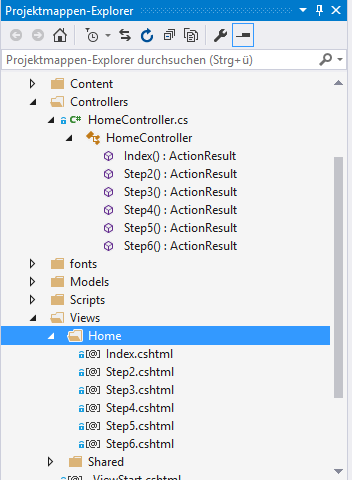 Projektmappen-Explorer
Projektmappen-Explorer durchsuchen (Strg+ü)
Content
Controllers
C# HomeController.cs
HomeController
Index() : ActionResult
Step2() : ActionResult
Step3() : ActionResult
Step4() : ActionResult
Step5() : ActionResult
Step6() : ActionResult
fonts
Models
Scripts
Views
Home
[@] Index.cshtml
[@] Step2.cshtml
[@] Step3.cshtml
[@] Step4.cshtml
[@] Step5.cshtml
[@] Step6.cshtml
Shared
[@] _ViewStart.cshtml